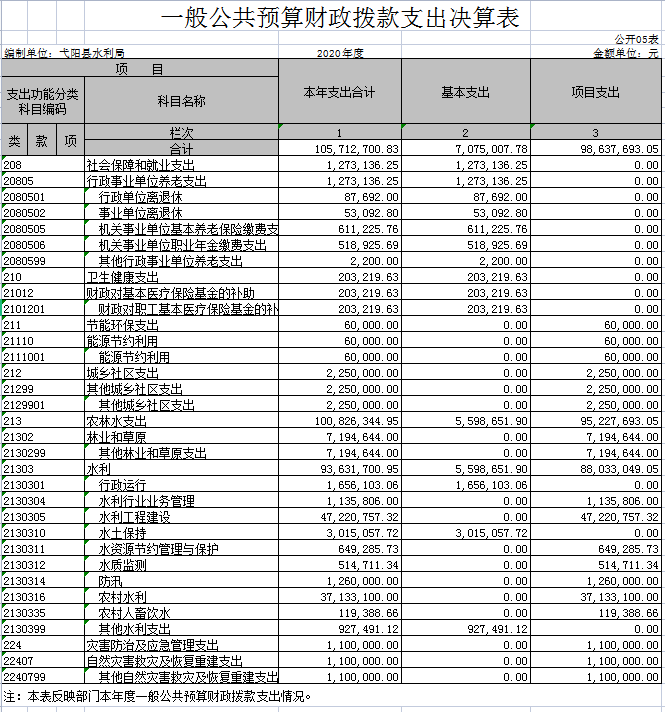 一般公共预算财政拨款支出决算表
公开05表
编制单位：弋阳县水利局 2020年度 金额单位：元
项 目 本年支出合计 基本支出 项目支出
支出功能分类科目编码 科目名称
类 款 项 栏次 1 2 3
合计 105,712,700.83 7,075,007.78 98,637,693.05
208 社会保障和就业支出 1,273,136.25 1,273,136.25 0.00
20805 行政事业单位养老支出 1,273,136.25 1,273,136.25 0.00
2080501 行政单位离退休 87,692.00 87,692.00 0.00
2080502 事业单位离退休 53,092.80 53,092.80 0.00
2080505 机关事业单位基本养老保险缴费支 611,225.76 611,225.76 0.00
2080506 机关事业单位职业年金缴费支出 518,925.69 518,925.69 0.00
2080599 其他行政事业单位养老支出 2,200.00 2,200.00 0.00
210 卫生健康支出 203,219.63 203,219.63 0.00
21012 财政对基本医疗保险基金的补助 203,219.63 203,219.63 0.00
2101201 财政对职工基本医疗保险基金的补 203,219.63 203,219.63 0.00
211 节能环保支出 60,000.00 0.00 60,000.00
21110 能源节约利用 60,000.00 0.00 60,000.00
2111001 能源节约利用 60,000.00 0.00 60,000.00
212 城乡社区支出 2,250,000.00 0.00 2,250,000.00
21299 其他城乡社区支出 2,250,000.00 0.00 2,250,000.00
2129901 其他城乡社区支出 2,250,000.00 0.00 2,250,000.00
213 农林水支出 100,826,344.95 5,598,651.90 95,227,693.05
21302 林业和草原 7,194,644.00 0.00 7,194,644.00
2130299 其他林业和草原支出 7,194,644.00 0.00 7,194,644.00
21303 水利 93,631,700.95 5,598,651.90 88,033,049.05
2130301 行政运行 1,656,103.06 1,656,103.06 0.00
2130304 水利行业业务管理 1,135,806.00 0.00 1,135,806.00
2130305 水利工程建设 47,220,757.32 0.00 47,220,757.32
2130310 水土保持 3,015,057.72 3,015,057.72 0.00
2130311 水资源节约管理与保护 649,285.73 0.00 649,285.73
2130312 水质监测 514,711.34 0.00 514,711.34
2130314 防汛 1,260,000.00 0.00 1,260,000.00
2130316 农村水利 37,133,100.00 0.00 37,133,100.00
2130335 农村人畜饮水 119,388.66 0.00 119,388.66
2130399 其他水利支出 927,491.12 927,491.12 0.00
224 灾害防治及应急管理支出 1,100,000.00 0.00 1,100,000.00
22407 自然灾害救灾及恢复重建支出 1,100,000.00 0.00 1,100,000.00
2240799 其他自然灾害救灾及恢复重建支出 1,100,000.00 0.00 1,100,000.00
注：本表反映部门本年度一般公共预算财政拨款支出情况。